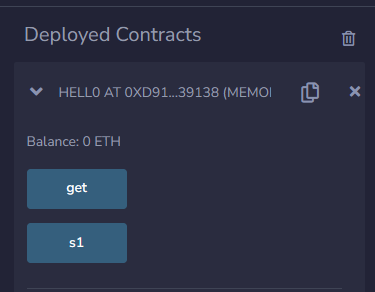 Deployed Contracts
HELL0 AT 0XD91...39138 (MEMOI
Balance: 0 ETH
get
s1